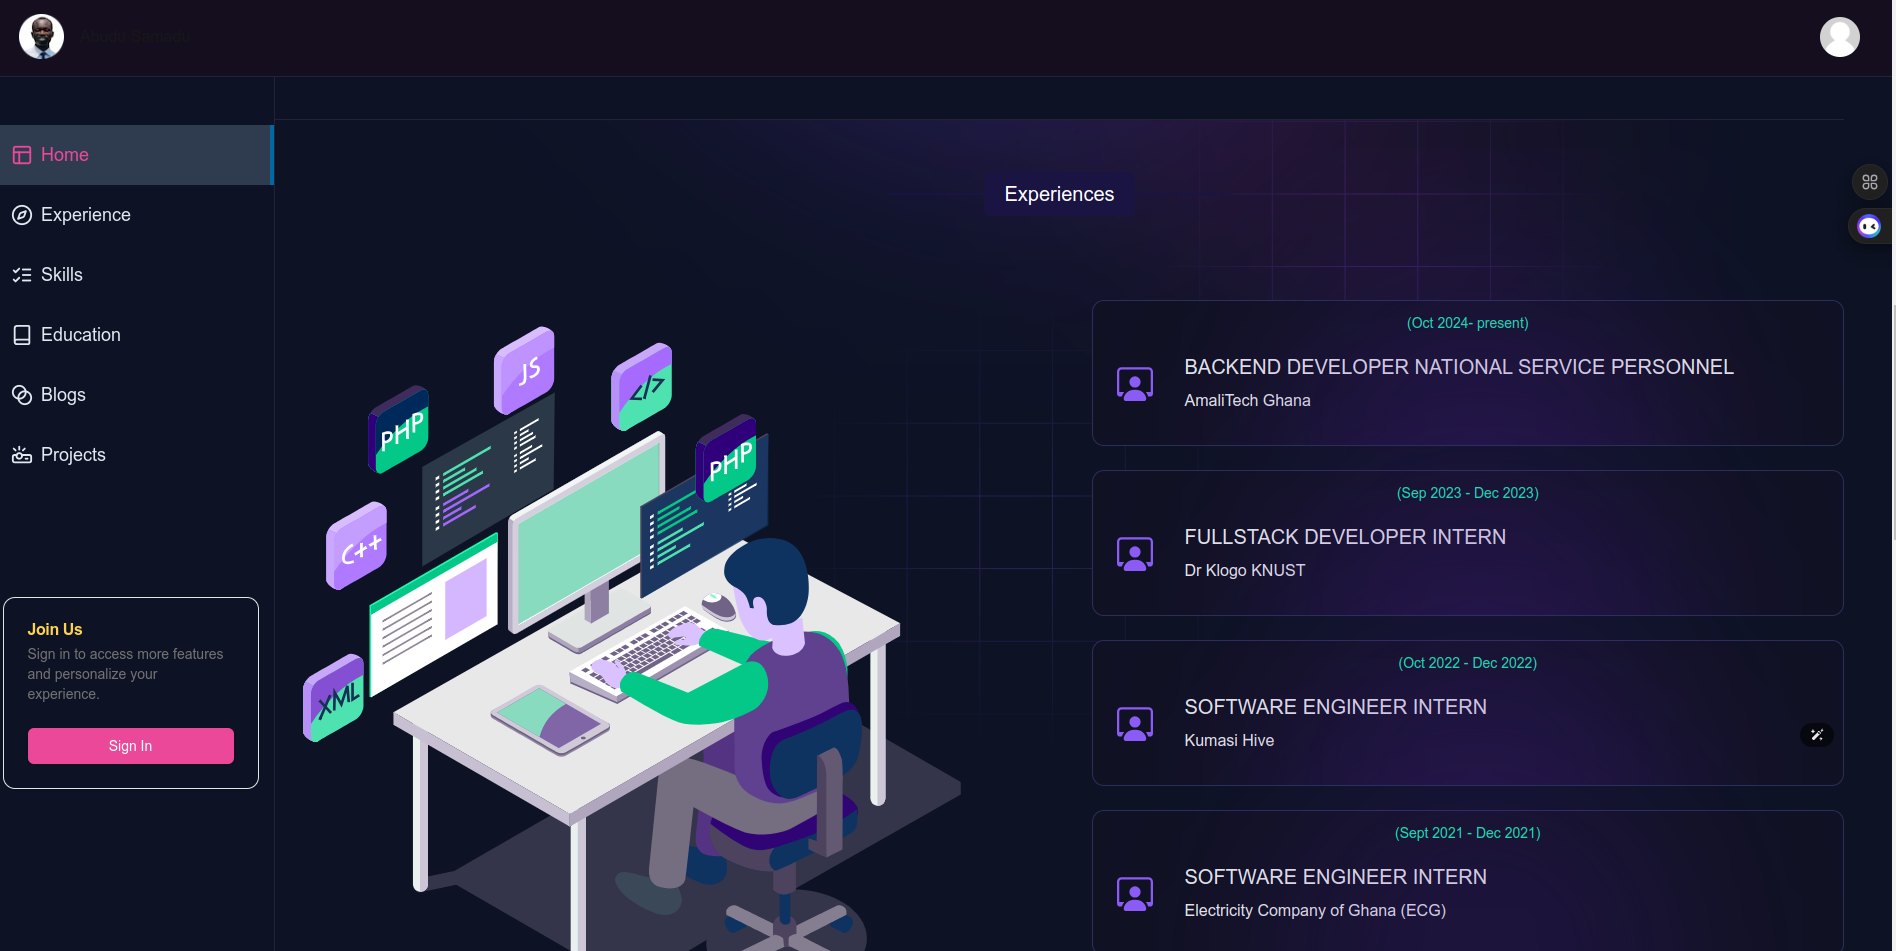 Abudu Samadu
Home
Experience
Skills
Education
Blogs
Projects
Join Us
Sign in to access more features
and personalize your
experience.
Sign In
Experiences
JS
</>
PHP
PHP
C++
XML
(Oct 2024- present)
BACKEND DEVELOPER NATIONAL SERVICE PERSONNEL
AmaliTech Ghana
(Sep 2023 - Dec 2023)
FULLSTACK DEVELOPER INTERN
Dr Klogo KNUST
(Oct 2022 - Dec 2022)
SOFTWARE ENGINEER INTERN
Kumasi Hive
(Sept 2021 - Dec 2021)
SOFTWARE ENGINEER INTERN
Electricity Company of Ghana (ECG)